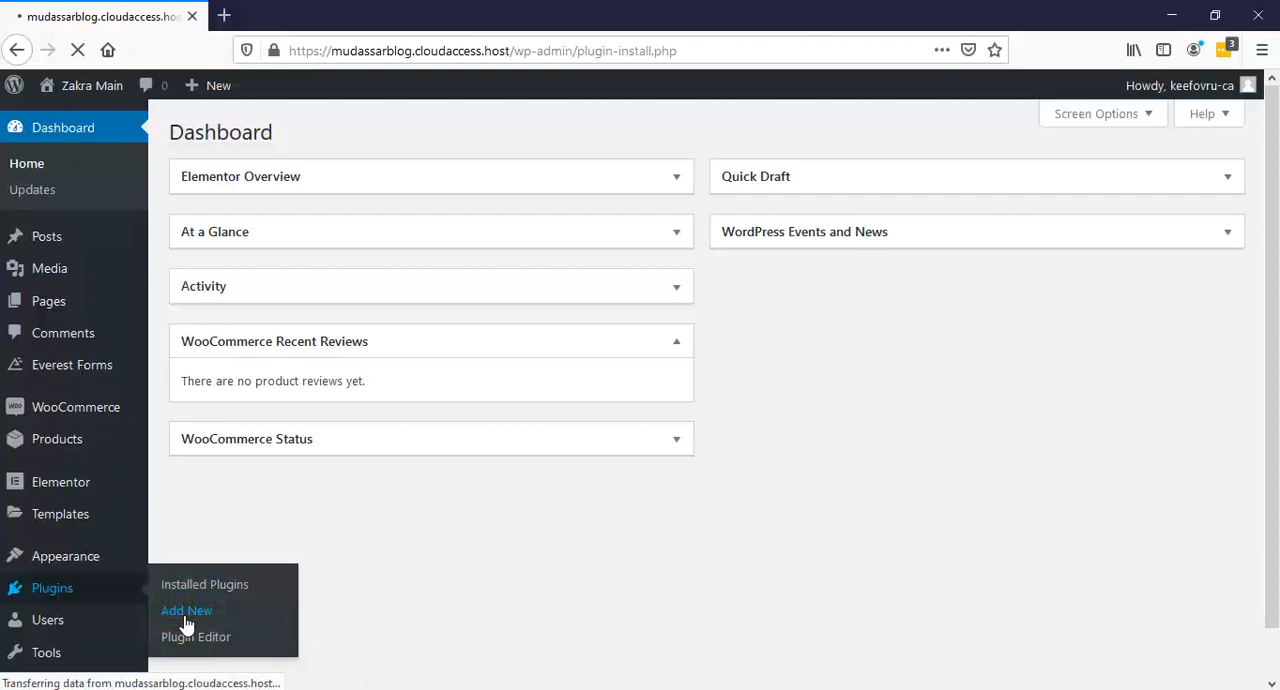 mudassarblog.cloudaccess.hos
https://mudassarblog.cloudaccess.host/wp-admin/plugin-install.php
3
Zakra Main
0
New
Howdy, keefovru-ca
Dashboard
Home
Updates
Posts
Media
Pages
Comments
Everest Forms
WooCommerce
Products
Elementor
Templates
Appearance
Plugins
Users
Tools
Installed Plugins
Add New
Plugin Editor
Screen Options
Help
Dashboard
Elementor Overview
At a Glance
Activity
WooCommerce Recent Reviews
There are no product reviews yet.
WooCommerce Status
Quick Draft
WordPress Events and News
Transferring data from mudassarblog.cloudaccess.host...